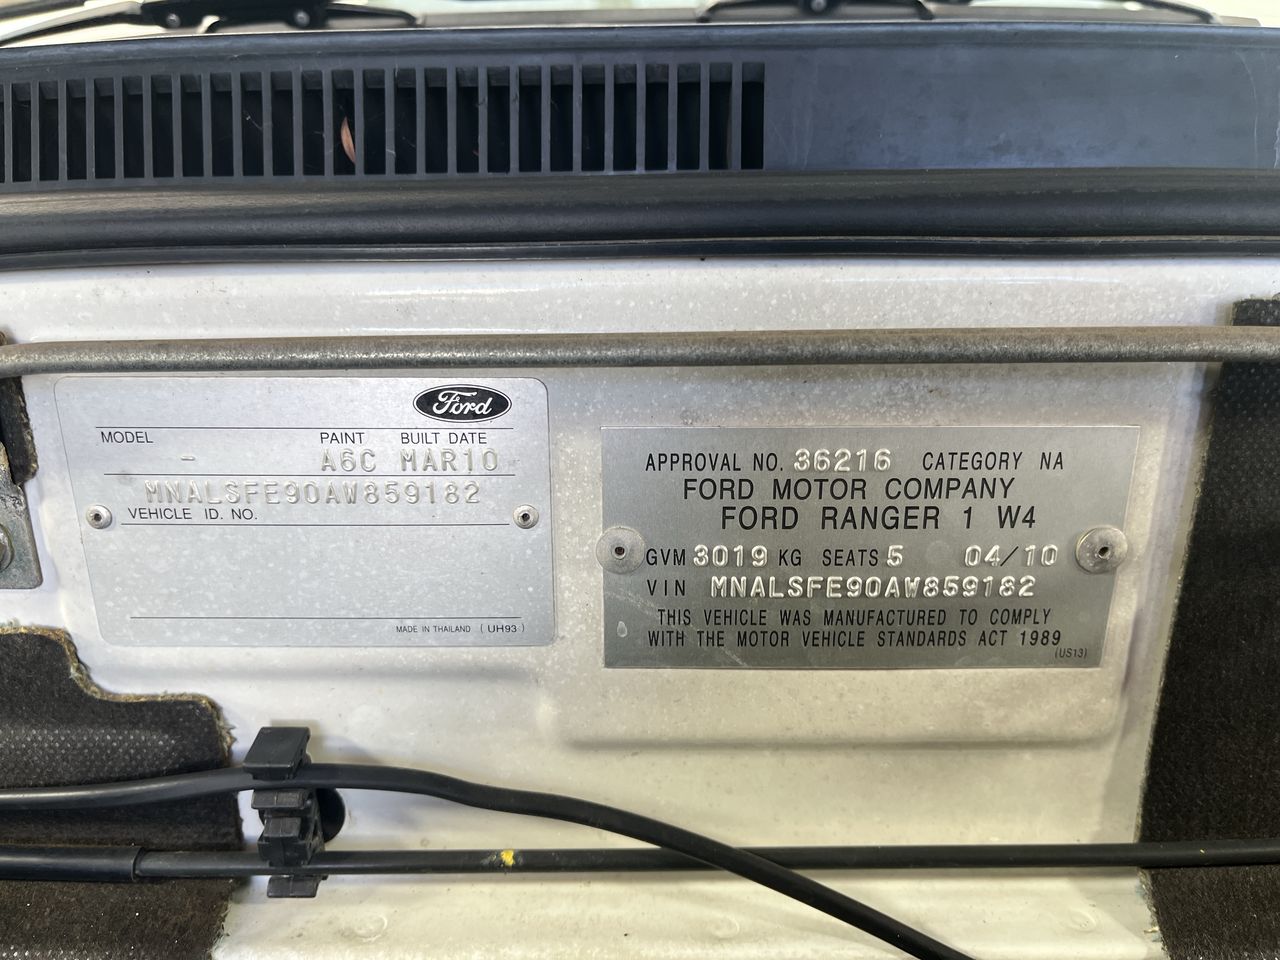 Ford
MODEL PAINT BUILT DATE
- A6C MAR10
MNALSFE90AW859182
VEHICLE ID. NO.
MADE IN THAILAND (UH93)
APPROVAL NO. 36216 CATEGORY NA
FORD MOTOR COMPANY
FORD RANGER 1 W4
GVM 3019 KG SEATS 5 04/10
VIN MNALSFE90AW859182
THIS VEHICLE WAS MANUFACTURED TO COMPLY
WITH THE MOTOR VEHICLE STANDARDS ACT 1989
(US13)